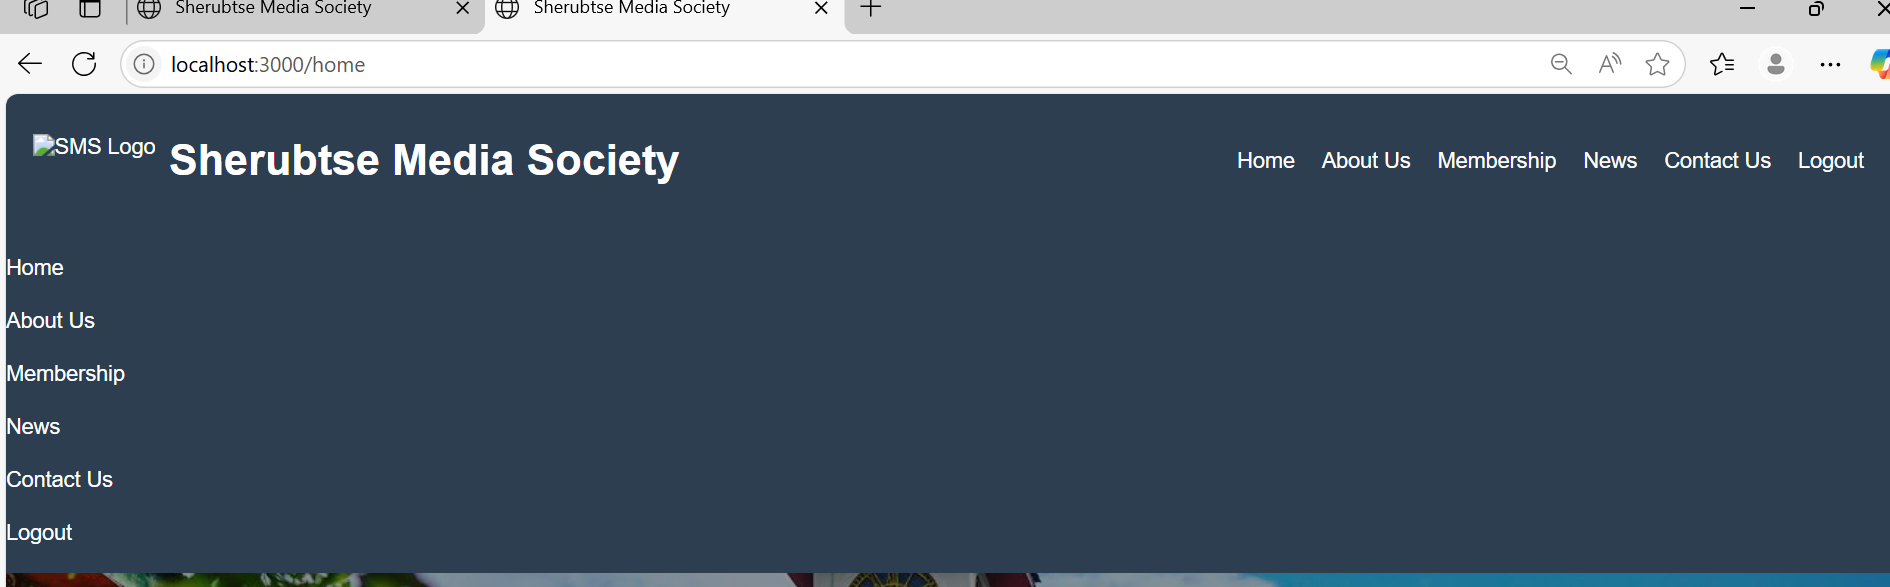 Sherubtse Media Society
Sherubtse Media Society
localhost:3000/home
SMS Logo
Sherubtse Media Society
Home About Us Membership News Contact Us Logout
Home
About Us
Membership
News
Contact Us
Logout